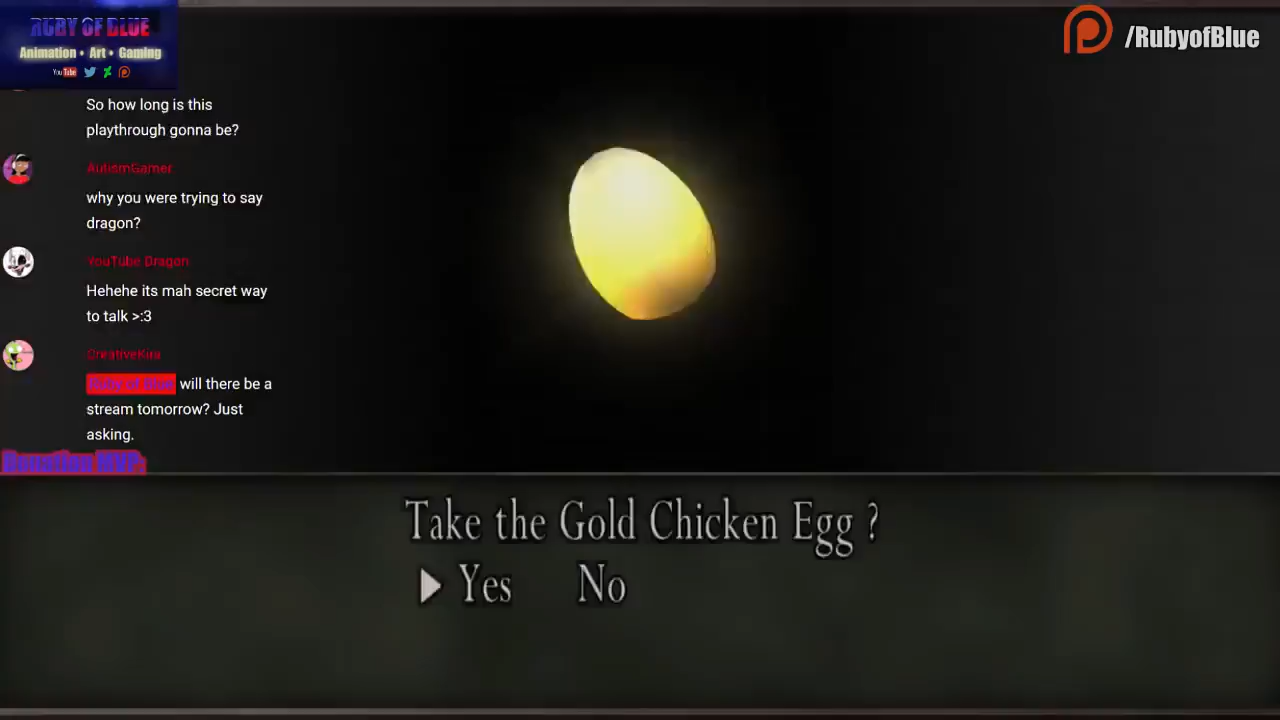 RUBY OF BLUE
Animation • Art • Gaming
YouTube
/RubyofBlue
So how long is this
playthrough gonna be?
AutismGamer
why you were trying to say
dragon?
YouTube Dragon
Hehehe its mah secret way
to talk >:3
CreativeKira
Ruby of Blue will there be a
stream tomorrow? Just
asking.
Donation MVP:
Take the Gold Chicken Egg ?
Yes No